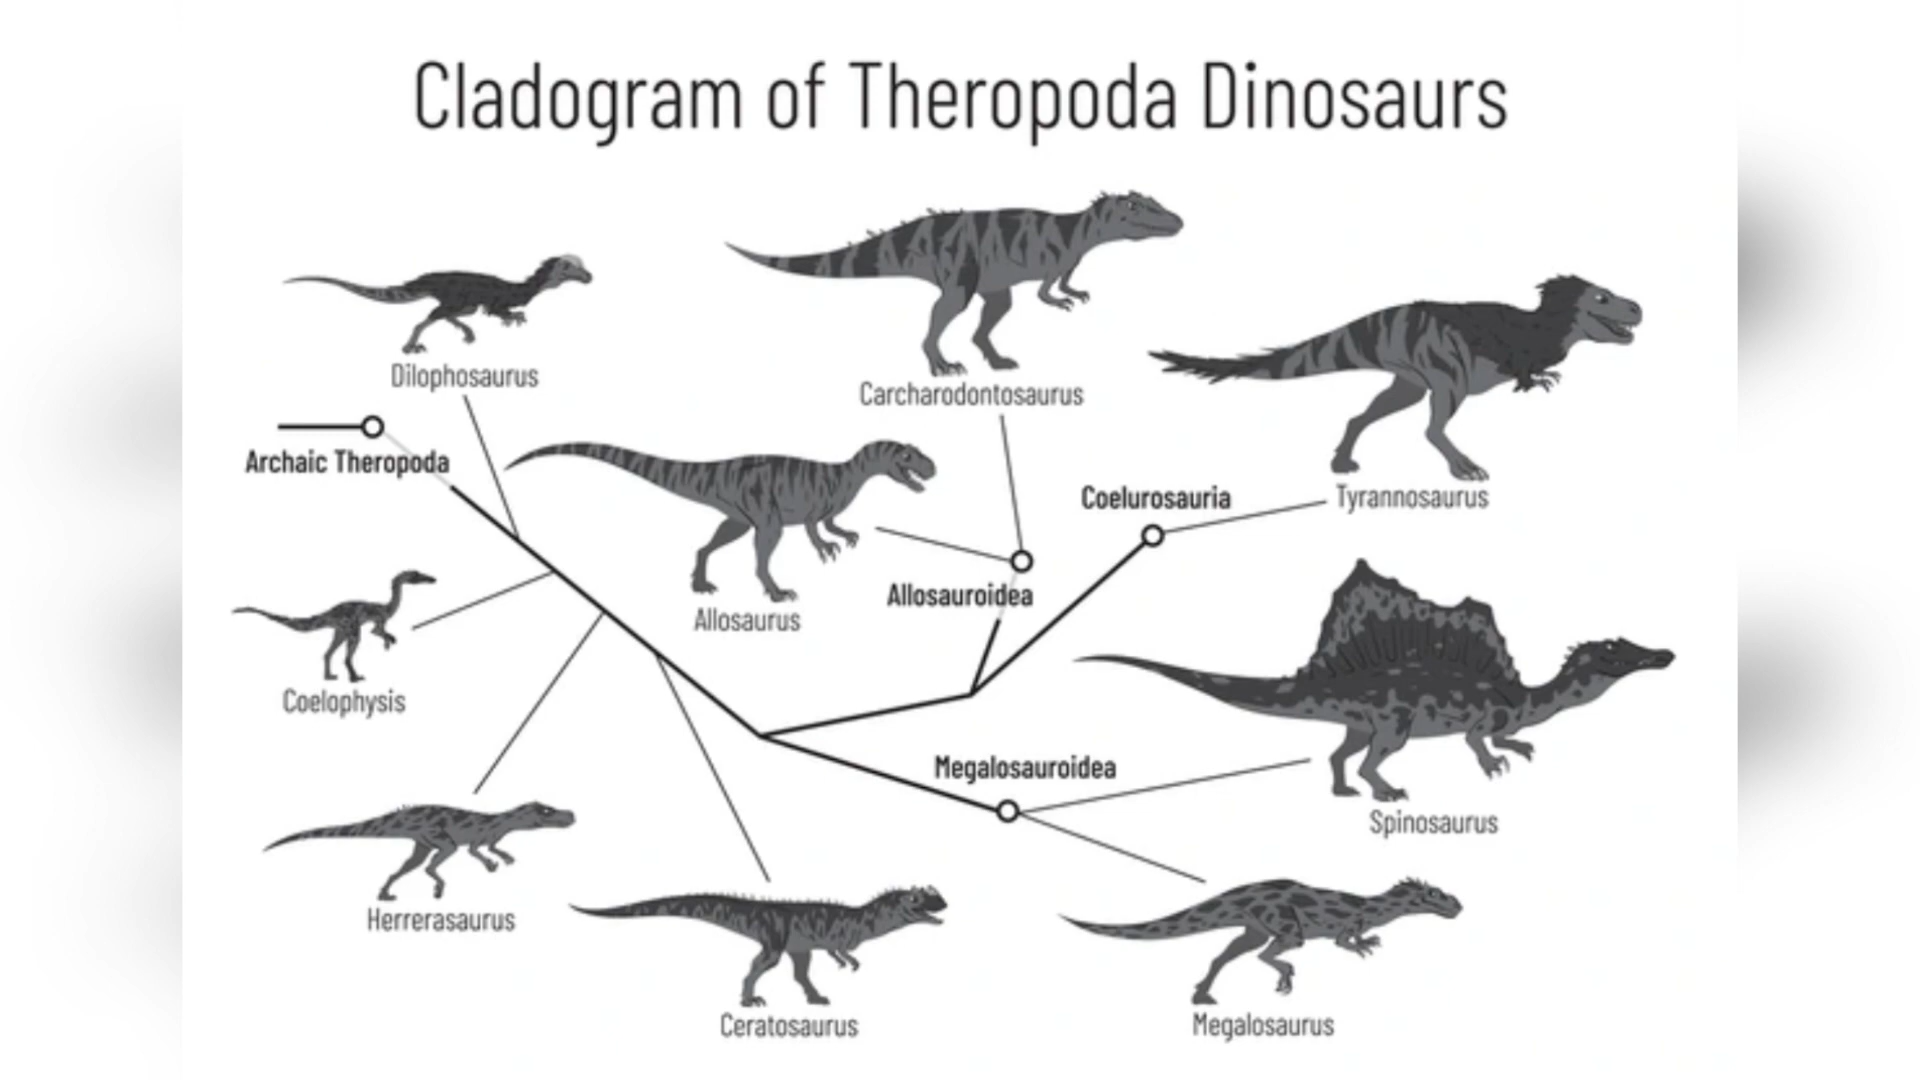 Cladogram of Theropoda Dinosaurs
Dilophosaurus
Carcharodontosaurus
Archaic Theropoda
Coelurosauria
Tyrannosaurus
Allosauroidea
Allosaurus
Coelophysis
Megalosauroidea
Spinosaurus
Herrerasaurus
Ceratosaurus
Megalosaurus